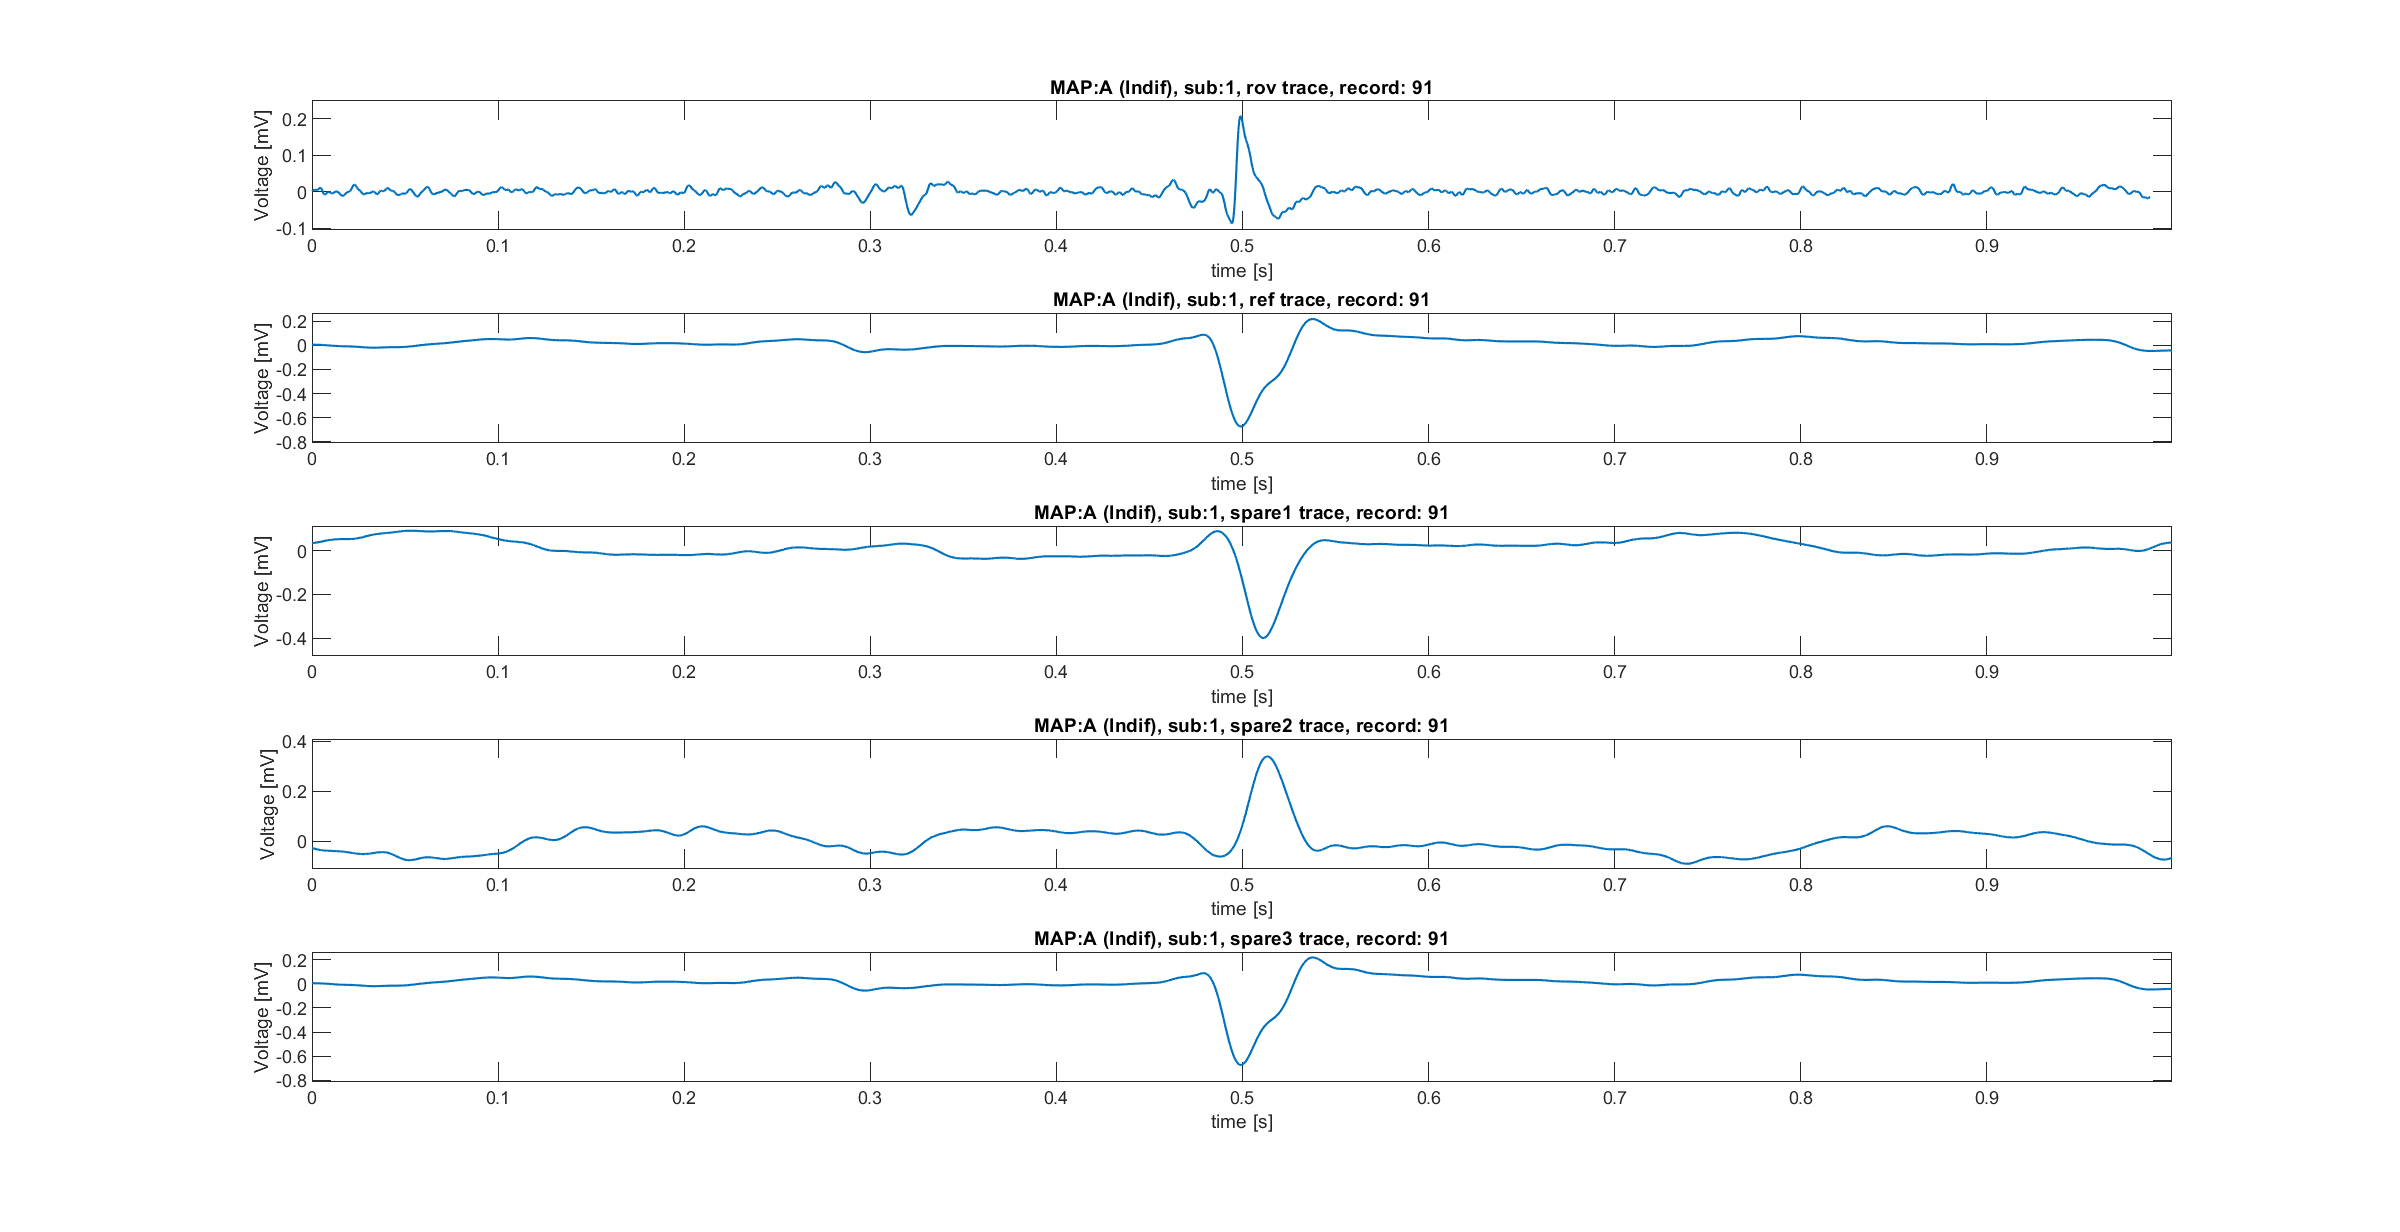 MAP:A (Indif), sub:1, rov trace, record: 91
Voltage [mV]
0.2
0.1
0
-0.1
0 0.1 0.2 0.3 0.4 0.5 0.6 0.7 0.8 0.9
time [s]
MAP:A (Indif), sub:1, ref trace, record: 91
Voltage [mV]
0.2
0
-0.2
-0.4
-0.6
-0.8
0 0.1 0.2 0.3 0.4 0.5 0.6 0.7 0.8 0.9
time [s]
MAP:A (Indif), sub:1, spare1 trace, record: 91
Voltage [mV]
0
-0.2
-0.4
0 0.1 0.2 0.3 0.4 0.5 0.6 0.7 0.8 0.9
time [s]
MAP:A (Indif), sub:1, spare2 trace, record: 91
Voltage [mV]
0.4
0.2
0
0 0.1 0.2 0.3 0.4 0.5 0.6 0.7 0.8 0.9
time [s]
MAP:A (Indif), sub:1, spare3 trace, record: 91
Voltage [mV]
0.2
0
-0.2
-0.4
-0.6
-0.8
0 0.1 0.2 0.3 0.4 0.5 0.6 0.7 0.8 0.9
time [s]